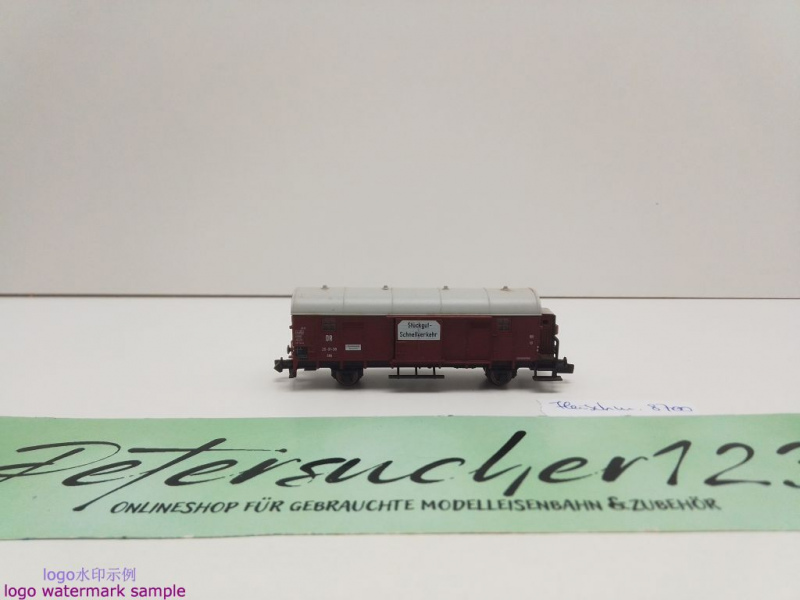 Stückgut-
Schnellverkehr
DR
Petersucher123
ONLINESHOP FÜR GEBRAUCHTE MODELLEISENBAHN & ZUBEHÖR
logo水印示例
logo watermark sample